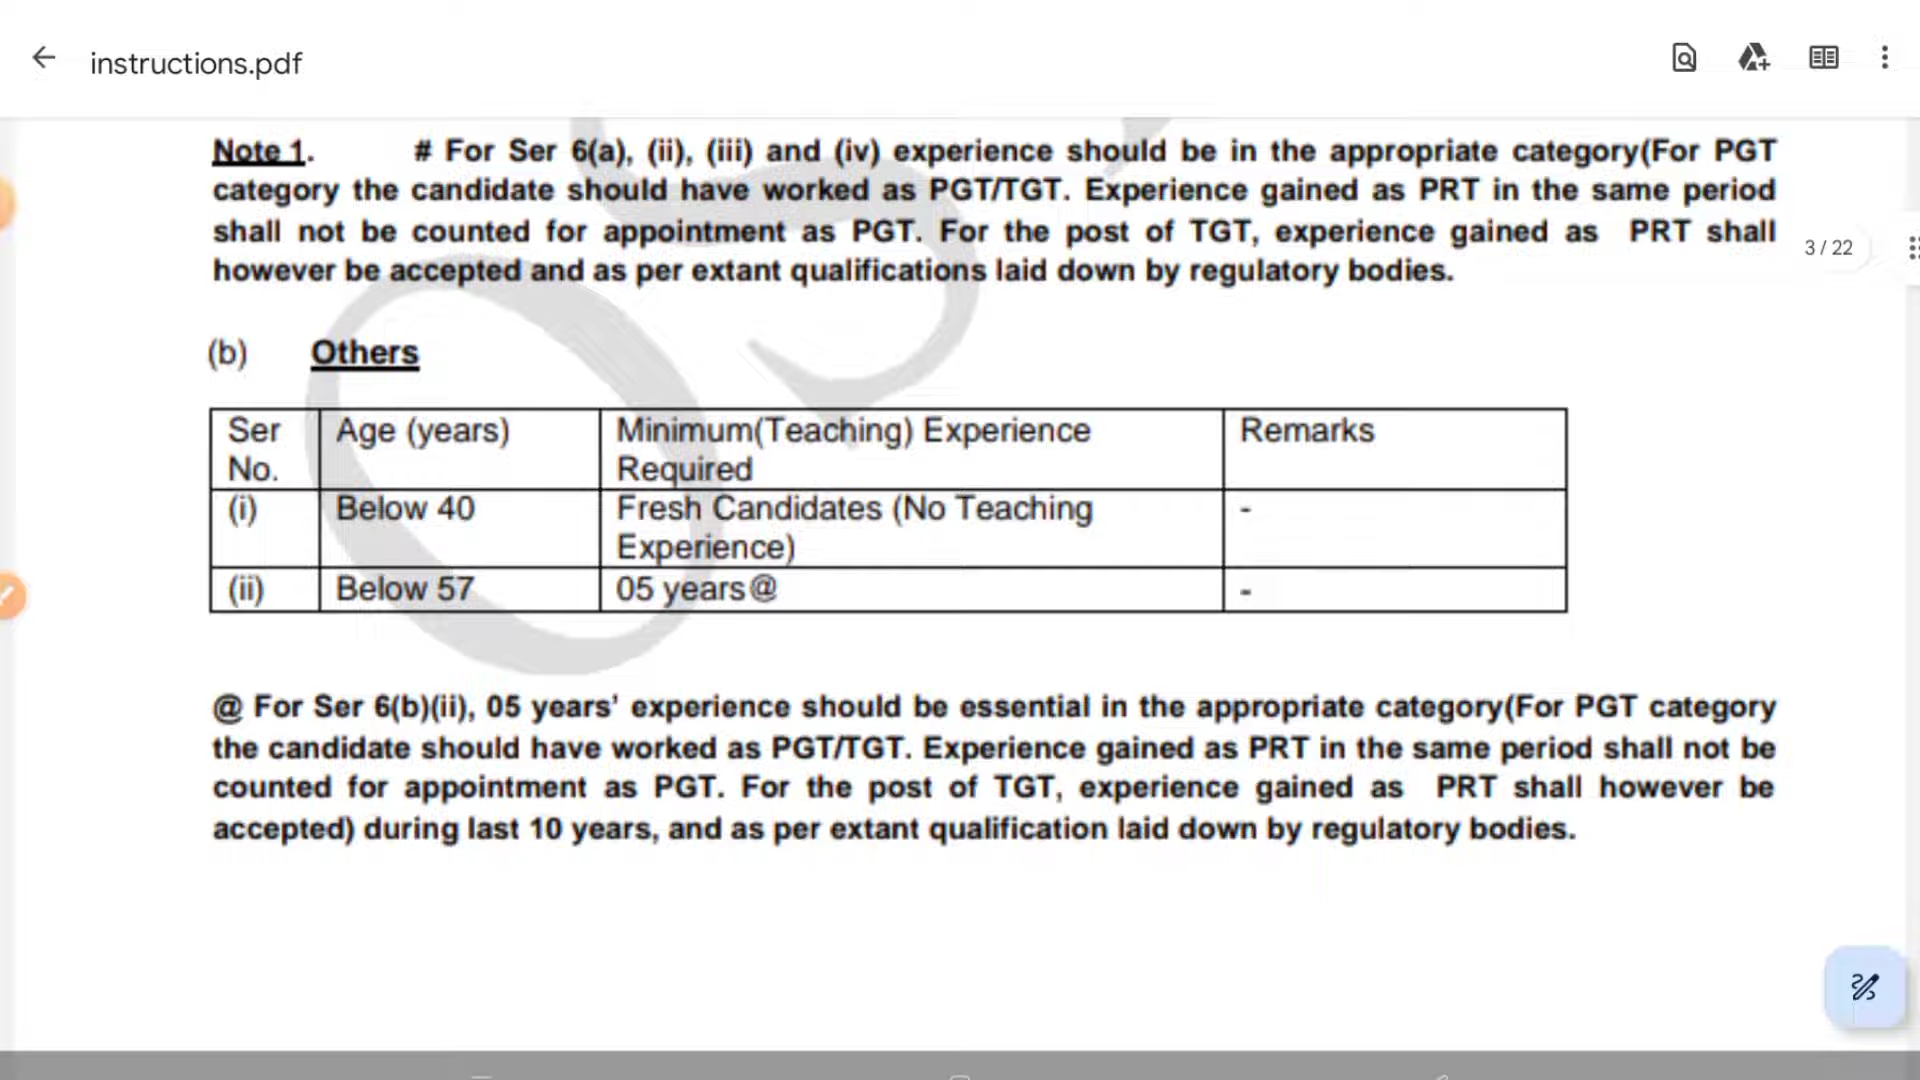 instructions.pdf
Note 1. # For Ser 6(a), (ii), (iii) and (iv) experience should be in the appropriate category(For PGT
category the candidate should have worked as PGT/TGT. Experience gained as PRT in the same period
shall not be counted for appointment as PGT. For the post of TGT, experience gained as PRT shall
however be accepted and as per extant qualifications laid down by regulatory bodies.
3 / 22
(b) Others
Ser No. Age (years) Minimum(Teaching) Experience Required Remarks
(i) Below 40 Fresh Candidates (No Teaching Experience) -
(ii) Below 57 05 years@ -
@ For Ser 6(b)(ii), 05 years' experience should be essential in the appropriate category(For PGT category
the candidate should have worked as PGT/TGT. Experience gained as PRT in the same period shall not be
counted for appointment as PGT. For the post of TGT, experience gained as PRT shall however be
accepted) during last 10 years, and as per extant qualification laid down by regulatory bodies.